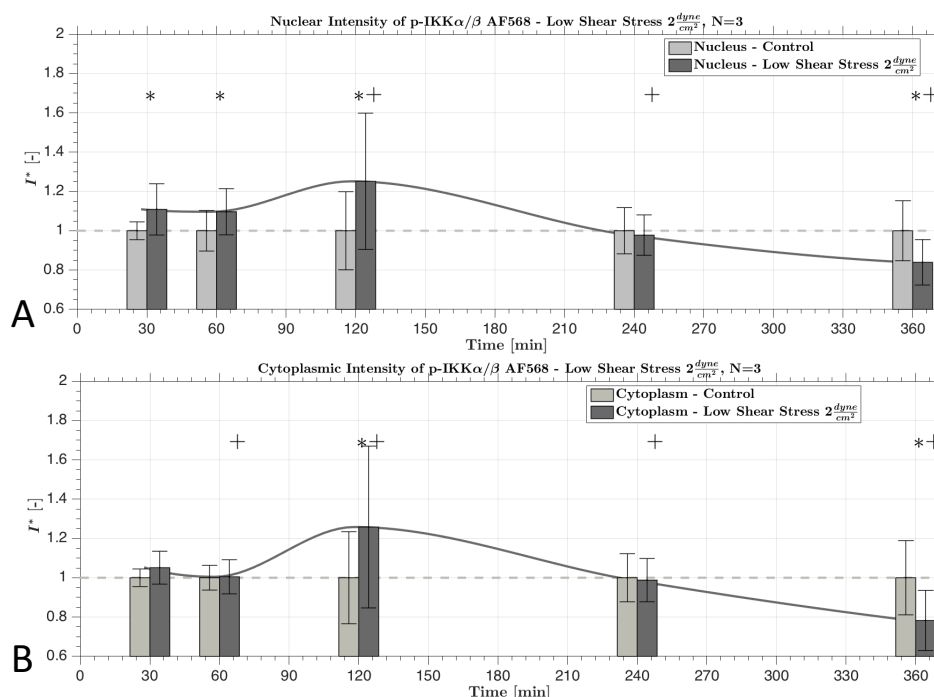 Nuclear Intensity of p-IKKα/β AF568 - Low Shear Stress 2 dyne/cm², N=3
2
Nucleus - Control
Nucleus - Low Shear Stress 2 dyne/cm²
1.8
* * *+ + *+
1.6
1.4
I* [-]
1.2
1
0.8
0.6
A
0 30 60 90 120 150 180 210 240 270 300 330 360
Time [min]
Cytoplasmic Intensity of p-IKKα/β AF568 - Low Shear Stress 2 dyne/cm², N=3
2
Cytoplasm - Control
Cytoplasm - Low Shear Stress 2 dyne/cm²
1.8
+ *+ + *+
1.6
1.4
I* [-]
1.2
1
0.8
0.6
B
0 30 60 90 120 150 180 210 240 270 300 330 360
Time [min]